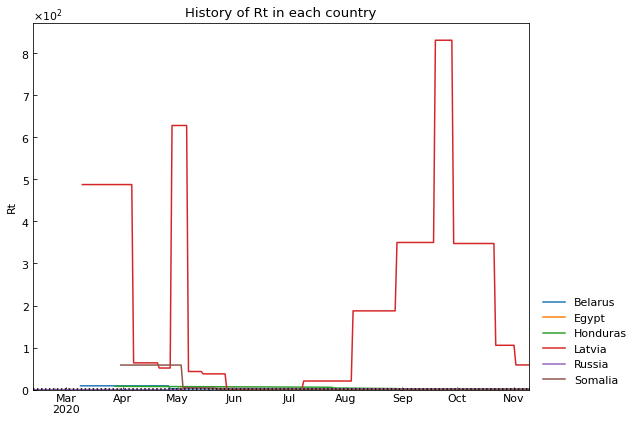 History of Rt in each country
×10²
Rt
8
7
6
5
4
3
2
1
0
Mar
2020
Apr
May
Jun
Jul
Aug
Sep
Oct
Nov
Belarus
Egypt
Honduras
Latvia
Russia
Somalia